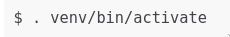 $ . venv/bin/activate